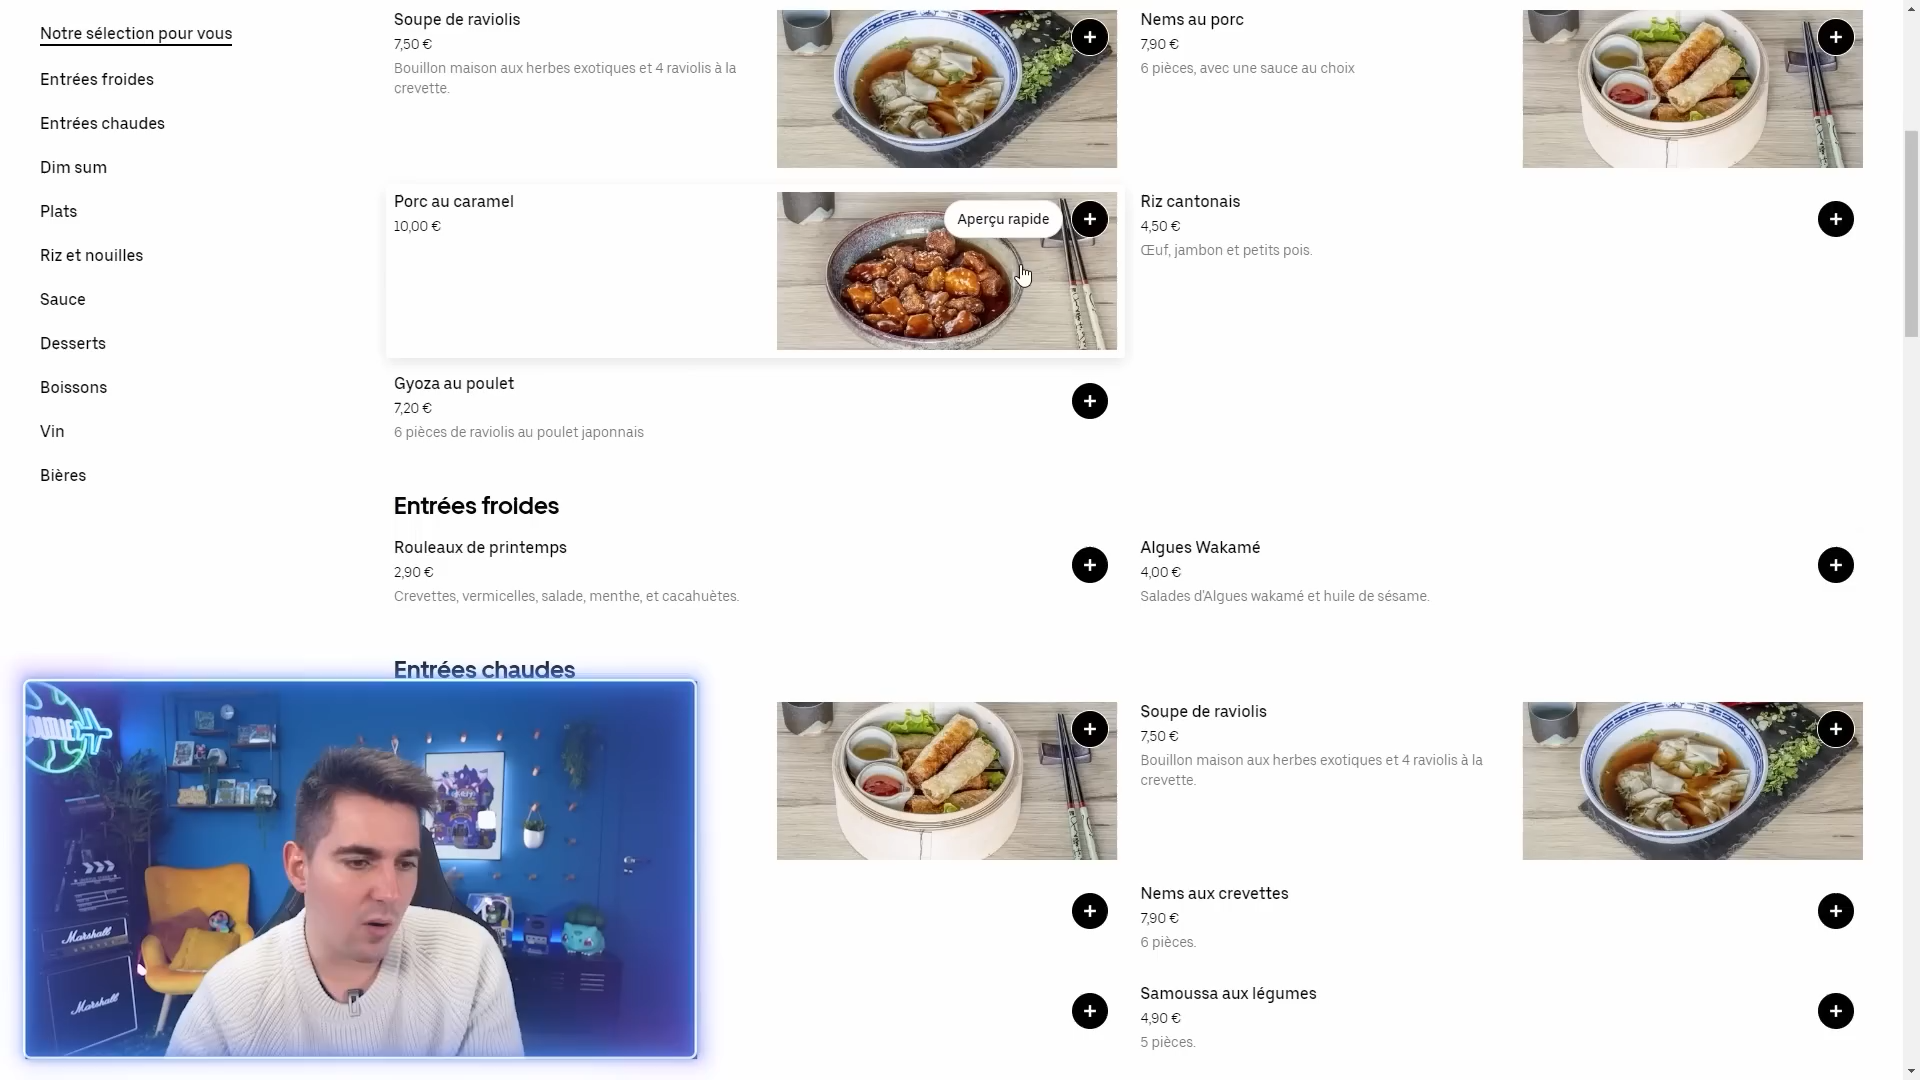 Notre sélection pour vous
Entrées froides
Entrées chaudes
Dim sum
Plats
Riz et nouilles
Sauce
Desserts
Boissons
Vin
Bières
Soupe de raviolis
7,50 €
Bouillon maison aux herbes exotiques et 4 raviolis à la
crevette.
Nems au porc
7,90 €
6 pièces, avec une sauce au choix
Porc au caramel
10,00 €
Aperçu rapide
Riz cantonais
4,50 €
Œuf, jambon et petits pois.
Gyoza au poulet
7,20 €
6 pièces de raviolis au poulet japonnais
Entrées froides
Rouleaux de printemps
2,90 €
Crevettes, vermicelles, salade, menthe, et cacahuètes.
Algues Wakamé
4,00 €
Salades d'Algues wakamé et huile de sésame.
Entrées chaudes
Soupe de raviolis
7,50 €
Bouillon maison aux herbes exotiques et 4 raviolis à la
crevette.
Nems aux crevettes
7,90 €
6 pièces.
Samoussa aux légumes
4,90 €
5 pièces.
Marshall
Marshall